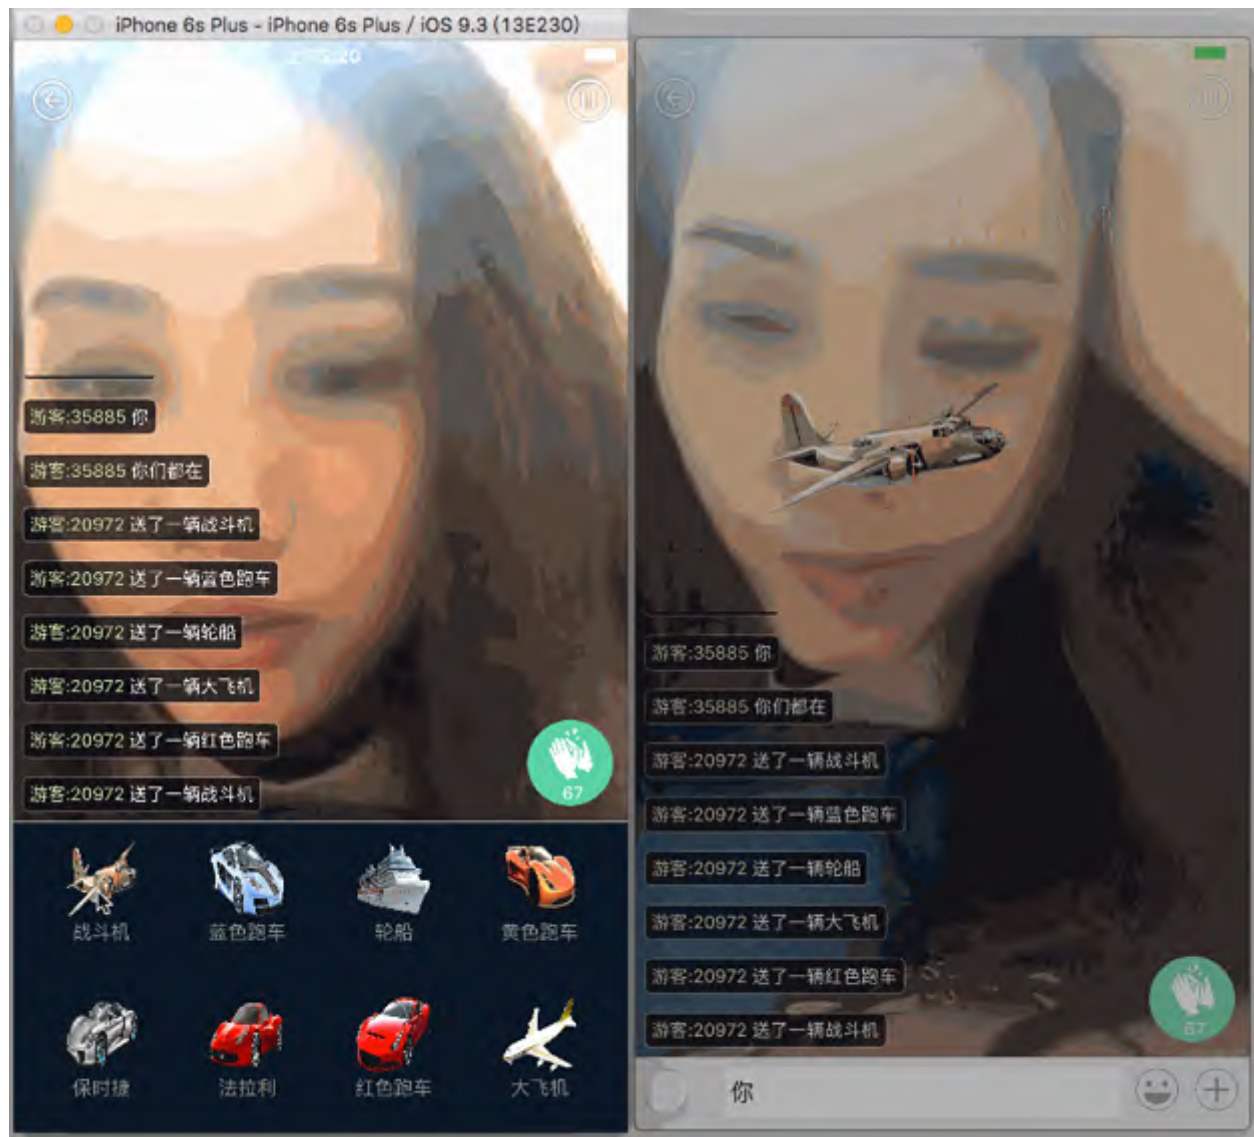 iPhone 6s Plus - iPhone 6s Plus / iOS 9.3 (13E230)
游客:35885 你
游客:35885 你们都在
游客:20972 送了一辆战斗机
游客:20972 送了一辆蓝色跑车
游客:20972 送了一辆轮船
游客:20972 送了一辆大飞机
游客:20972 送了一辆红色跑车
游客:20972 送了一辆战斗机
67
战斗机 蓝色跑车 轮船 黄色跑车
保时捷 法拉利 红色跑车 大飞机
游客:35885 你
游客:35885 你们都在
游客:20972 送了一辆战斗机
游客:20972 送了一辆蓝色跑车
游客:20972 送了一辆轮船
游客:20972 送了一辆大飞机
游客:20972 送了一辆红色跑车
游客:20972 送了一辆战斗机
67
你